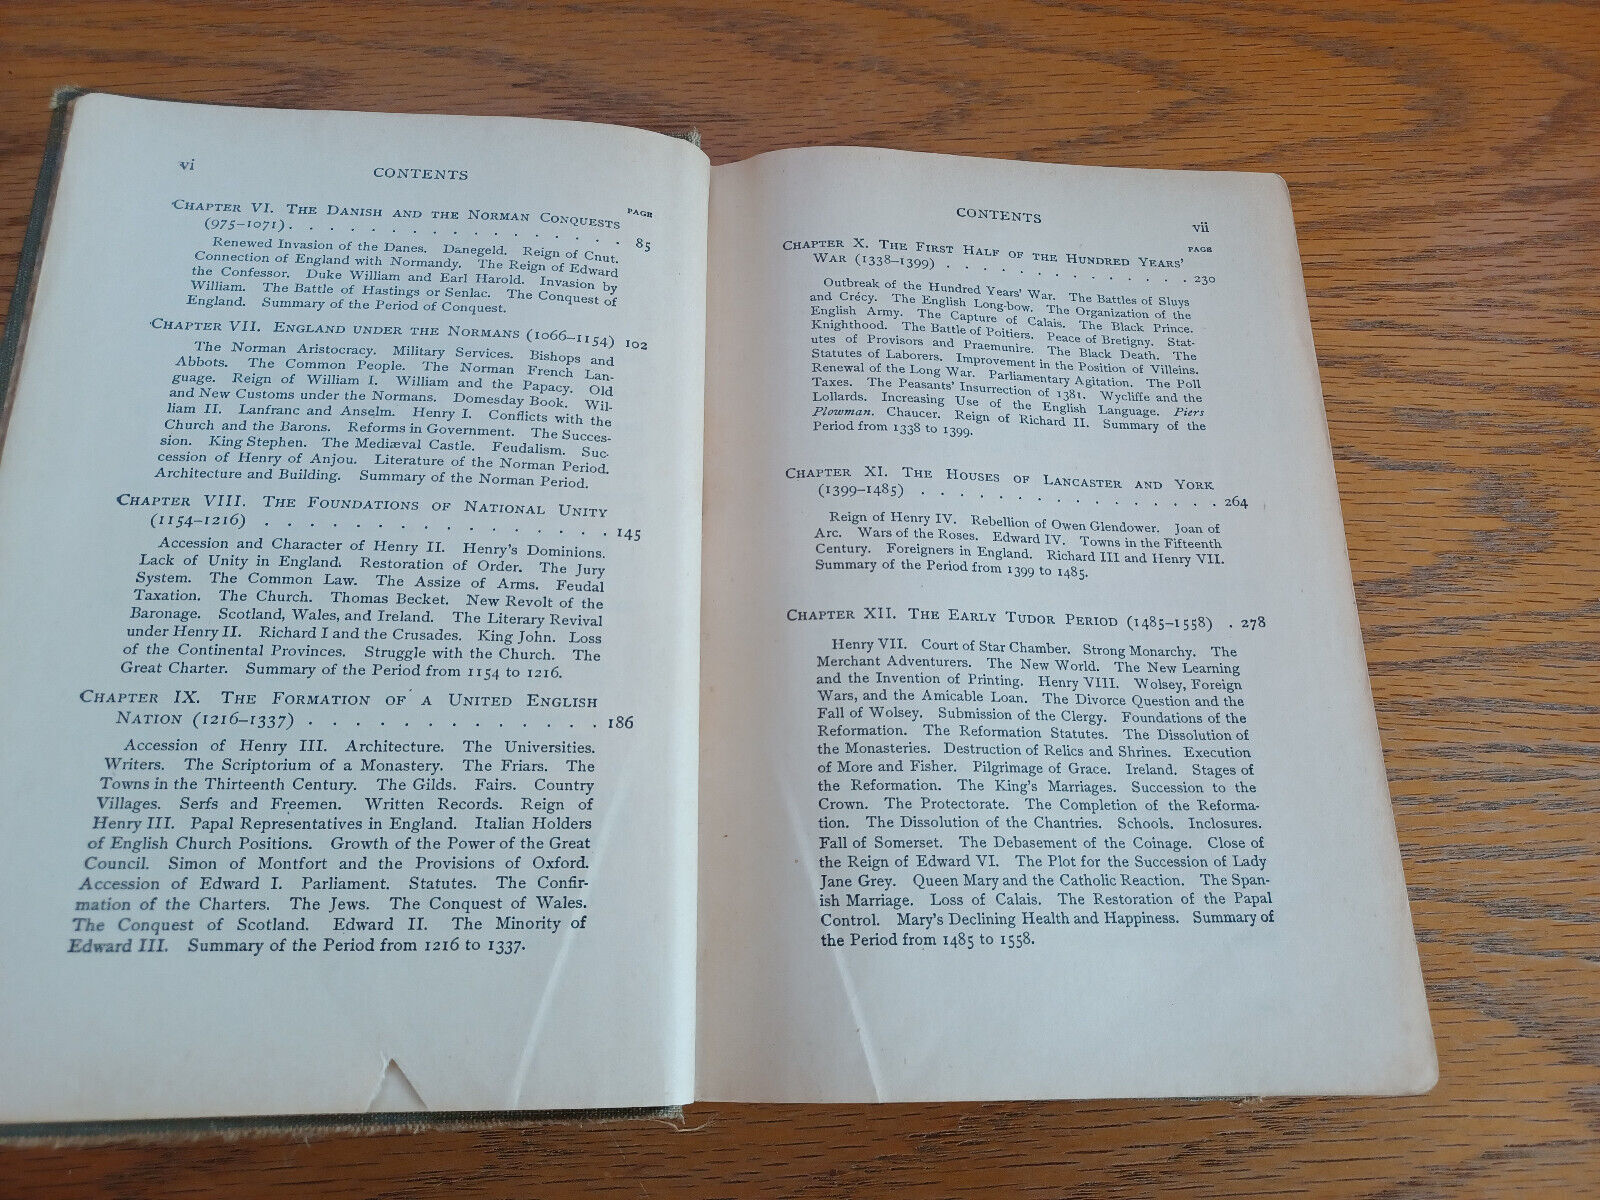 vi
CONTENTS
PAGE
CHAPTER VI. THE DANISH AND THE NORMAN CONQUESTS
(975–1071). . . . . . . . . . . . . . . . . . 85
Renewed Invasion of the Danes. Danegeld. Reign of Cnut.
Connection of England with Normandy. The Reign of Edward
the Confessor. Duke William and Earl Harold. Invasion by
William. The Battle of Hastings or Senlac. The Conquest of
England. Summary of the Period of Conquest.
CHAPTER VII. ENGLAND UNDER THE NORMANS (1066–1154) 102
The Norman Aristocracy. Military Services. Bishops and
Abbots. The Common People. The Norman French Lan-
guage. Reign of William I. William and the Papacy. Old
and New Customs under the Normans. Domesday Book. Wil-
liam II. Lanfranc and Anselm. Henry I. Conflicts with the
Church and the Barons. Reforms in Government. The Succes-
sion. King Stephen. The Mediæval Castle. Feudalism. Suc-
cession of Henry of Anjou. Literature of the Norman Period.
Architecture and Building. Summary of the Norman Period.
CHAPTER VIII. THE FOUNDATIONS OF NATIONAL UNITY
(1154–1216) . . . . . . . . . . . . . . . . . 145
Accession and Character of Henry II. Henry's Dominions.
Lack of Unity in England. Restoration of Order. The Jury
System. The Common Law. The Assize of Arms. Feudal
Taxation. The Church. Thomas Becket. New Revolt of the
Baronage. Scotland, Wales, and Ireland. The Literary Revival
under Henry II. Richard I and the Crusades. King John. Loss
of the Continental Provinces. Struggle with the Church. The
Great Charter. Summary of the Period from 1154 to 1216.
CHAPTER IX. THE FORMATION OF A UNITED ENGLISH
NATION (1216–1337) . . . . . . . . . . . . . . 186
Accession of Henry III. Architecture. The Universities.
Writers. The Scriptorium of a Monastery. The Friars. The
Towns in the Thirteenth Century. The Gilds. Fairs. Country
Villages. Serfs and Freemen. Written Records. Reign of
Henry III. Papal Representatives in England. Italian Holders
of English Church Positions. Growth of the Power of the Great
Council. Simon of Montfort and the Provisions of Oxford.
Accession of Edward I. Parliament. Statutes. The Confir-
mation of the Charters. The Jews. The Conquest of Wales.
The Conquest of Scotland. Edward II. The Minority of
Edward III. Summary of the Period from 1216 to 1337.
CONTENTS
vii
PAGE
CHAPTER X. THE FIRST HALF OF THE HUNDRED YEARS'
WAR (1338–1399) . . . . . . . . . . . . . . 230
Outbreak of the Hundred Years' War. The Battles of Sluys
and Crécy. The English Long-bow. The Organization of the
English Army. The Capture of Calais. The Black Prince.
Knighthood. The Battle of Poitiers. Peace of Bretigny. Stat-
utes of Provisors and Praemunire. The Black Death. The
Statutes of Laborers. Improvement in the Position of Villeins.
Renewal of the Long War. Parliamentary Agitation. The Poll
Taxes. The Peasants' Insurrection of 1381. Wycliffe and the
Lollards. Increasing Use of the English Language. Piers
Plowman. Chaucer. Reign of Richard II. Summary of the
Period from 1338 to 1399.
CHAPTER XI. THE HOUSES OF LANCASTER AND YORK
(1399–1485) . . . . . . . . . . . . . . . . . 264
Reign of Henry IV. Rebellion of Owen Glendower. Joan of
Arc. Wars of the Roses. Edward IV. Towns in the Fifteenth
Century. Foreigners in England. Richard III and Henry VII.
Summary of the Period from 1399 to 1485.
CHAPTER XII. THE EARLY TUDOR PERIOD (1485–1558) . 278
Henry VII. Court of Star Chamber. Strong Monarchy. The
Merchant Adventurers. The New World. The New Learning
and the Invention of Printing. Henry VIII. Wolsey, Foreign
Wars, and the Amicable Loan. The Divorce Question and the
Fall of Wolsey. Submission of the Clergy. Foundations of the
Reformation. The Reformation Statutes. The Dissolution of
the Monasteries. Destruction of Relics and Shrines. Execution
of More and Fisher. Pilgrimage of Grace. Ireland. Stages of
the Reformation. The King's Marriages. Succession to the
Crown. The Protectorate. The Completion of the Reforma-
tion. The Dissolution of the Chantries. Schools. Inclosures.
Fall of Somerset. The Debasement of the Coinage. Close of
the Reign of Edward VI. The Plot for the Succession of Lady
Jane Grey. Queen Mary and the Catholic Reaction. The Span-
ish Marriage. Loss of Calais. The Restoration of the Papal
Control. Mary's Declining Health and Happiness. Summary of
the Period from 1485 to 1558.